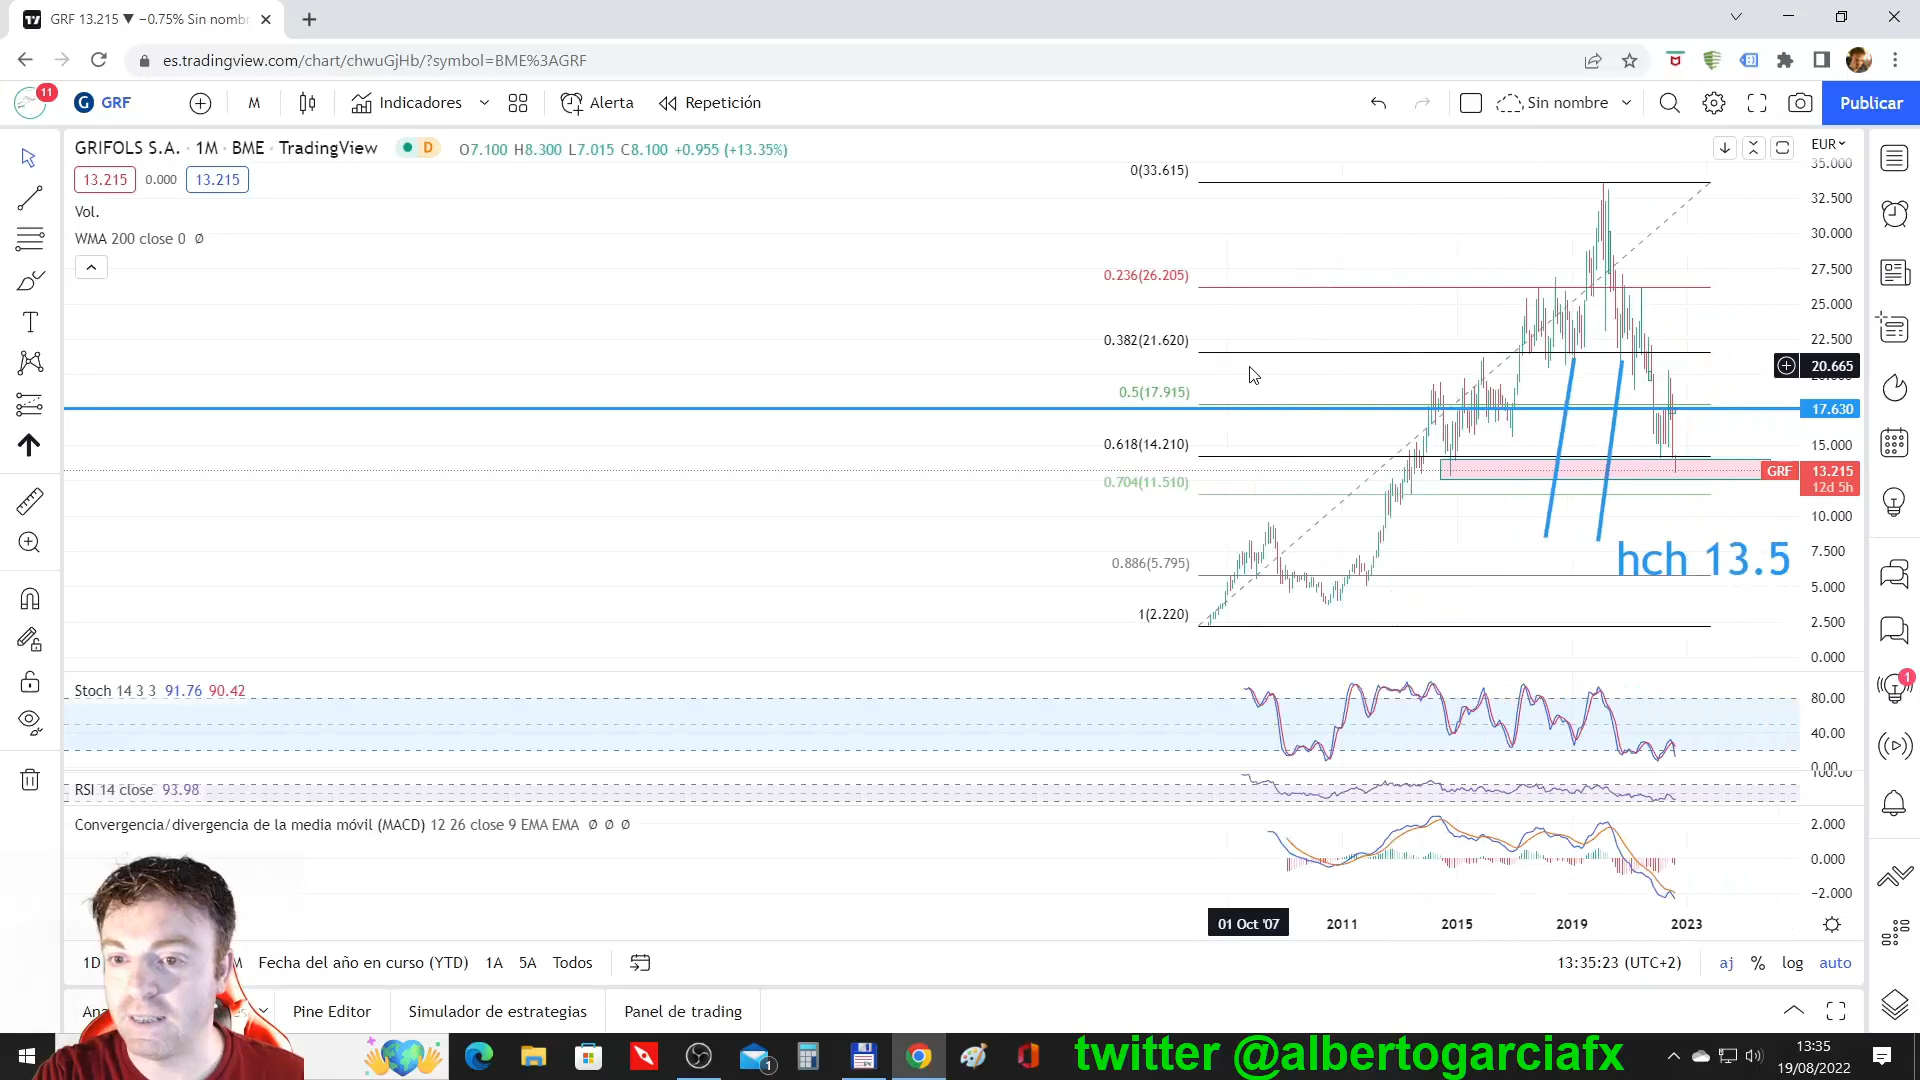 GRF 13.215 ▼ −0.75% Sin nombr
es.tradingview.com/chart/chwuGjHb/?symbol=BME%3AGRF
11
GRF
M
Indicadores
Alerta
Repetición
Sin nombre
Publicar
GRIFOLS S.A. · 1M · BME · TradingView
D
O7.100 H8.300 L7.015 C8.100 +0.955 (+13.35%)
EUR
13.215
0.000
13.215
Vol.
WMA 200 close 0 Ø
0(33.615)
0.236(26.205)
0.382(21.620)
0.5(17.915)
0.618(14.210)
0.704(11.510)
0.886(5.795)
1(2.220)
35.000
32.500
30.000
27.500
25.000
22.500
20.665
17.630
15.000
GRF 13.215
12d 5h
10.000
7.500
5.000
2.500
0.000
hch 13.5
Stoch 14 3 3 91.76 90.42
80.00
40.00
0.00
100.00
RSI 14 close 93.98
Convergencia/divergencia de la media móvil (MACD) 12 26 close 9 EMA EMA Ø Ø Ø
2.000
0.000
−2.000
1
01 Oct '07
2011
2015
2019
2023
1D
M
Fecha del año en curso (YTD)
1A
5A
Todos
13:35:23 (UTC+2)
aj
%
log
auto
Pine Editor
Simulador de estrategias
Panel de trading
1
twitter @albertogarciafx
13:35
19/08/2022